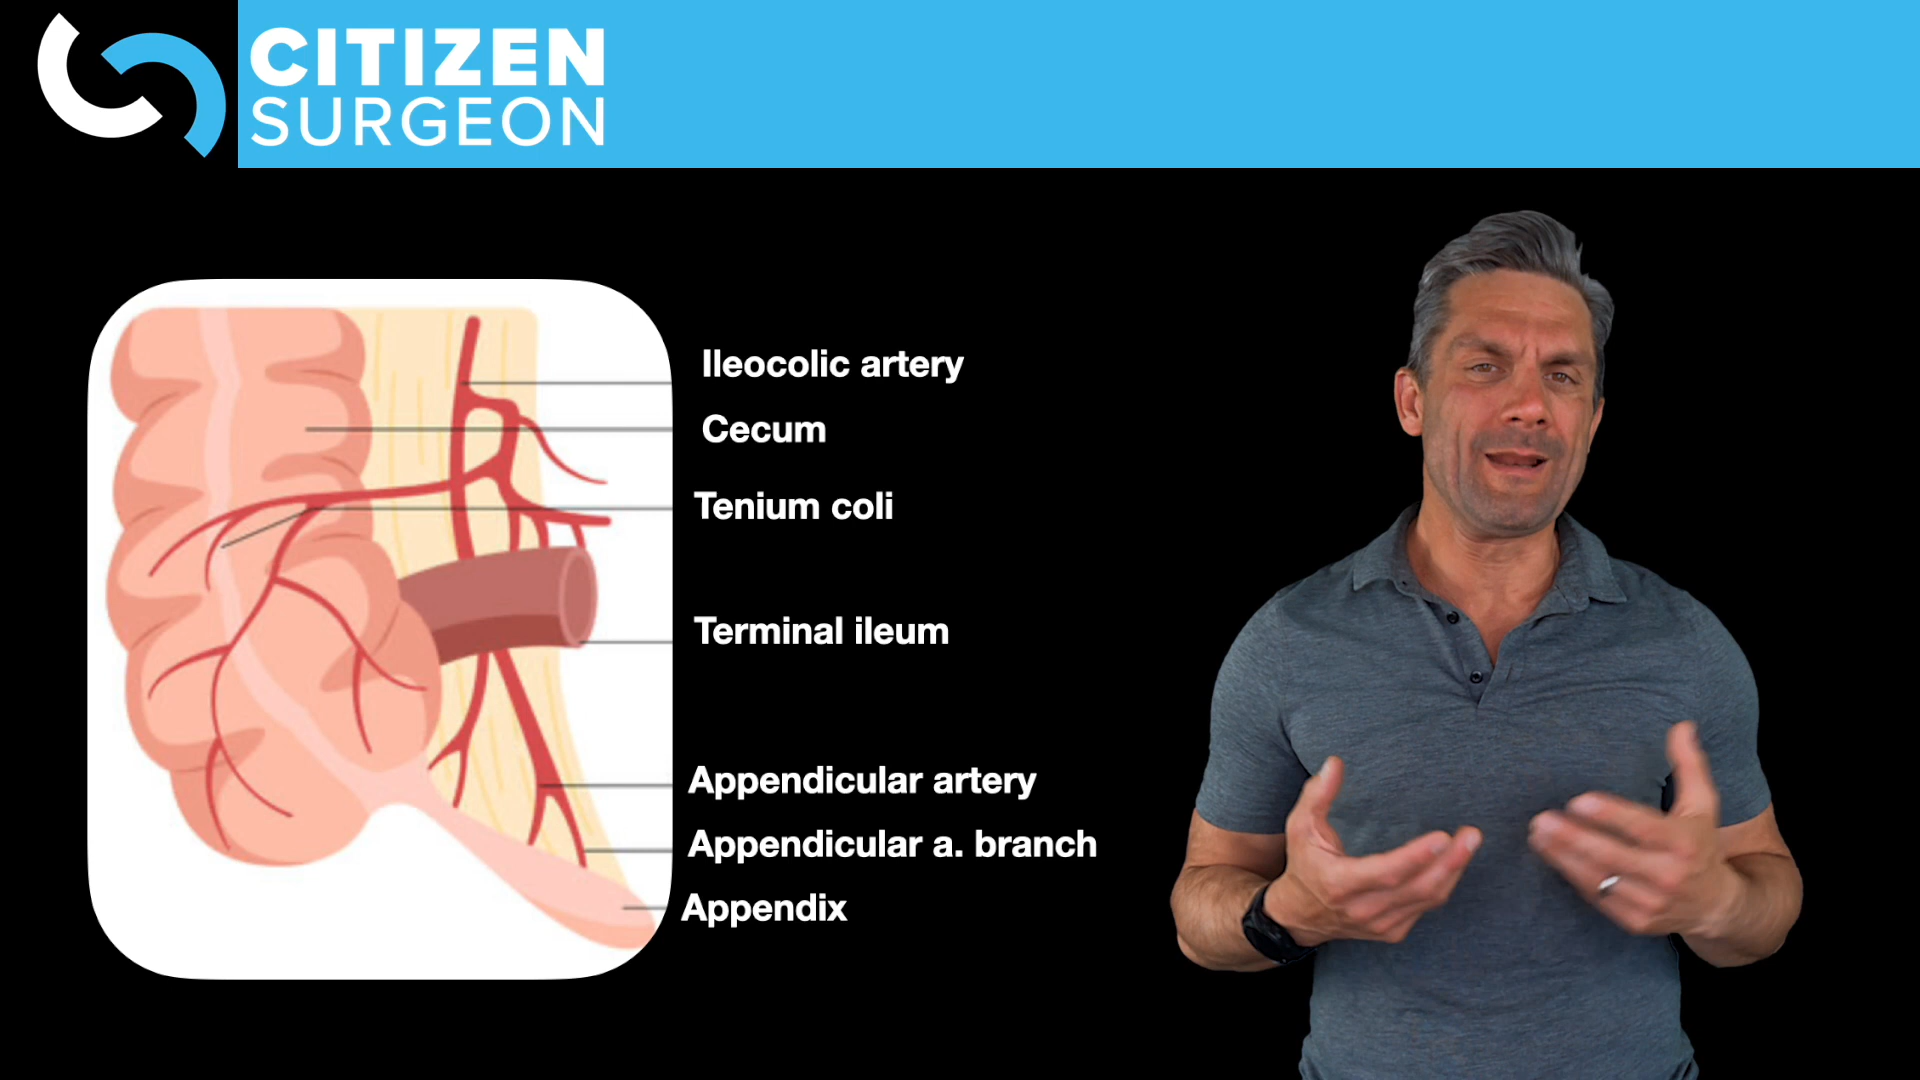 CITIZEN
SURGEON
Ileocolic artery
Cecum
Tenium coli
Terminal ileum
Appendicular artery
Appendicular a. branch
Appendix